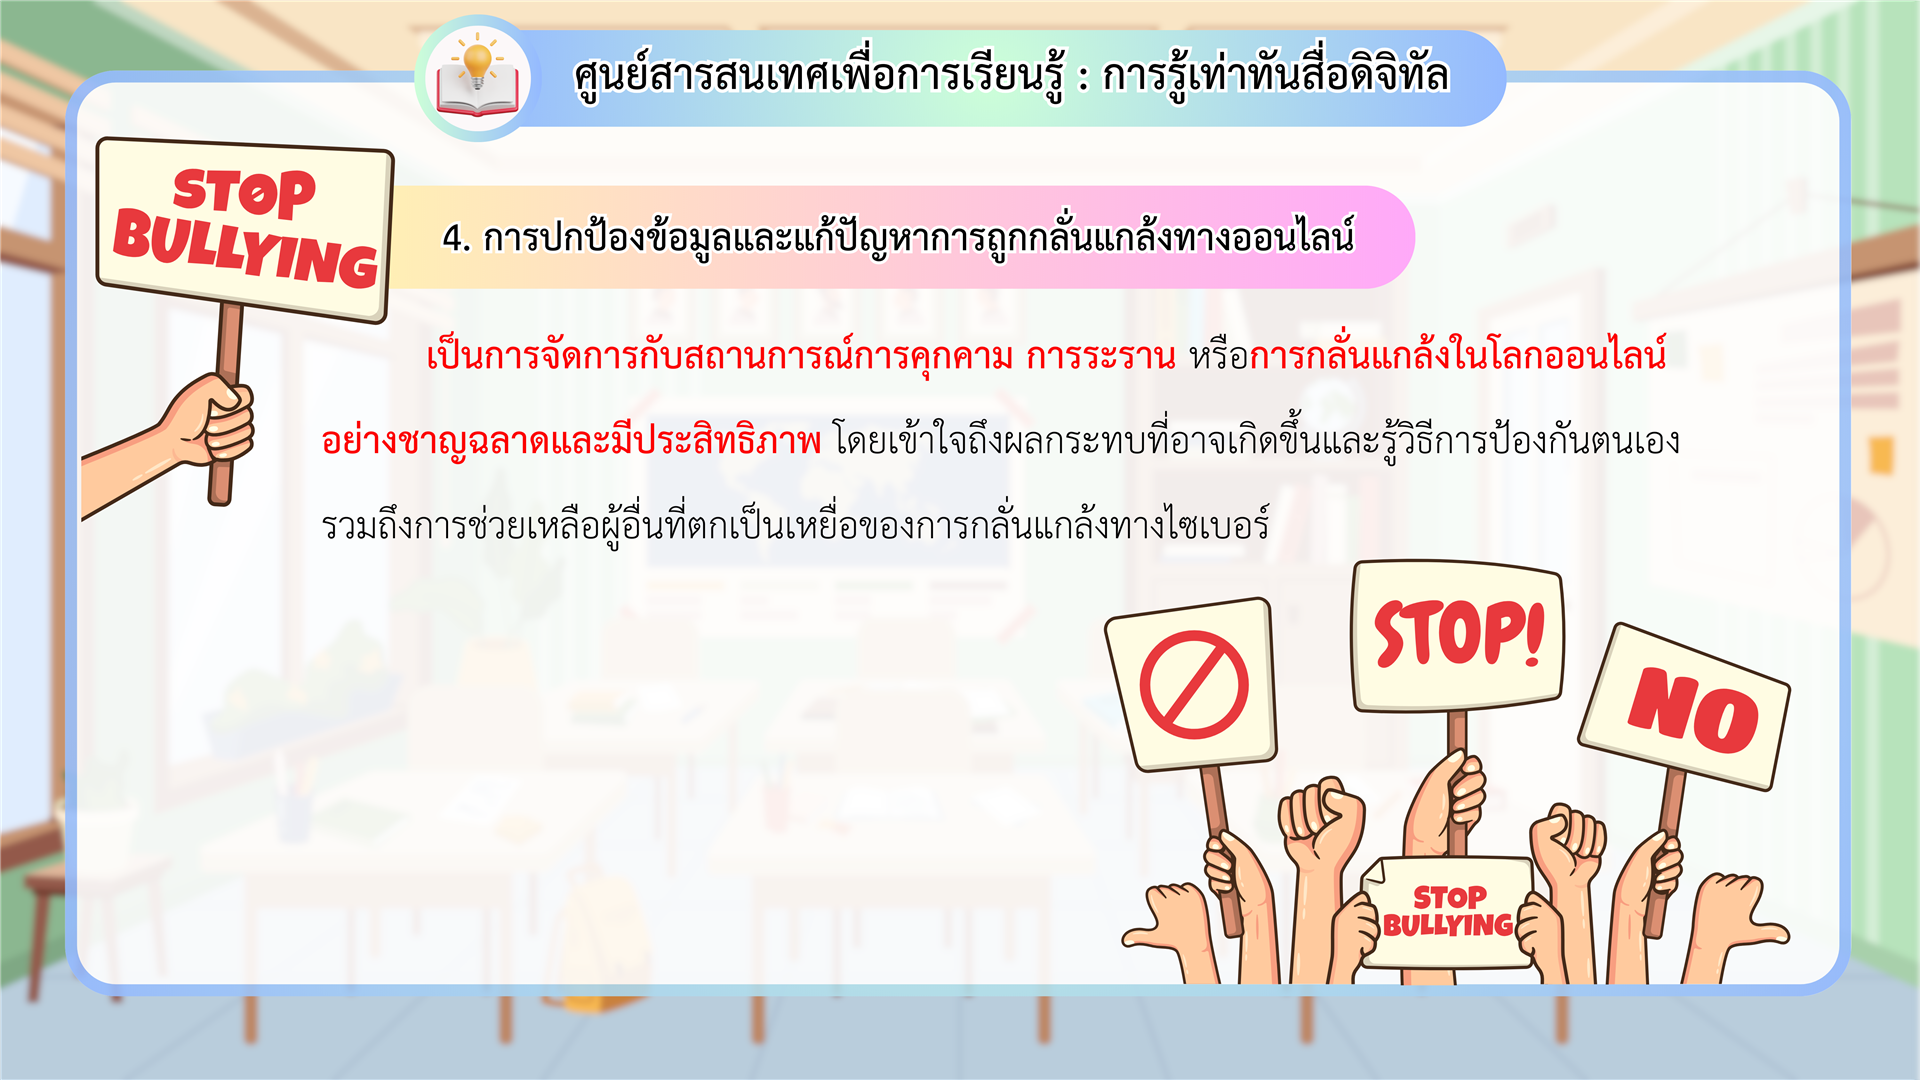 ศูนย์สารสนเทศเพื่อการเรียนรู้ : การรู้เท่าทันสื่อดิจิทัล
STOP
BULLYING
4. การปกป้องข้อมูลและแก้ปัญหาการถูกกลั่นแกล้งทางออนไลน์
เป็นการจัดการกับสถานการณ์การคุกคาม การระราน หรือการกลั่นแกล้งในโลกออนไลน์
อย่างชาญฉลาดและมีประสิทธิภาพ โดยเข้าใจถึงผลกระทบที่อาจเกิดขึ้นและรู้วิธีการป้องกันตนเอง
รวมถึงการช่วยเหลือผู้อื่นที่ตกเป็นเหยื่อของการกลั่นแกล้งทางไซเบอร์
STOP!
NO
STOP
BULLYING